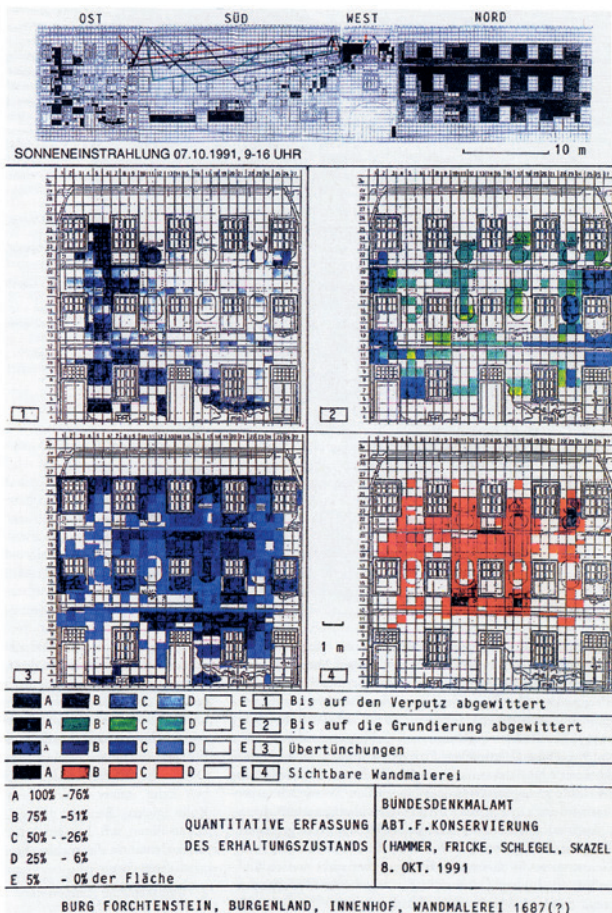 OST SÜD WEST NORD
SONNENEINSTRAHLUNG 07.10.1991, 9-16 UHR
10 m
1
2
1 m
3
4
A B C D E 1 Bis auf den Verputz abgewittert
A B C D E 2 Bis auf die Grundierung abgewittert
A B C D E 3 Übertünchungen
A B C D E 4 Sichtbare Wandmalerei
A 100% -76%
B 75% -51%
C 50% -26%
D 25% - 6%
E 5% - 0% der Fläche
QUANTITATIVE ERFASSUNG
DES ERHALTUNGSZUSTANDS
BUNDESDENKMALAMT
ABT.F.KONSERVIERUNG
(HAMMER, FRICKE, SCHLEGEL, SKAZEL
8. OKT. 1991
BURG FORCHTENSTEIN, BURGENLAND, INNENHOF, WANDMALEREI 1687(?)